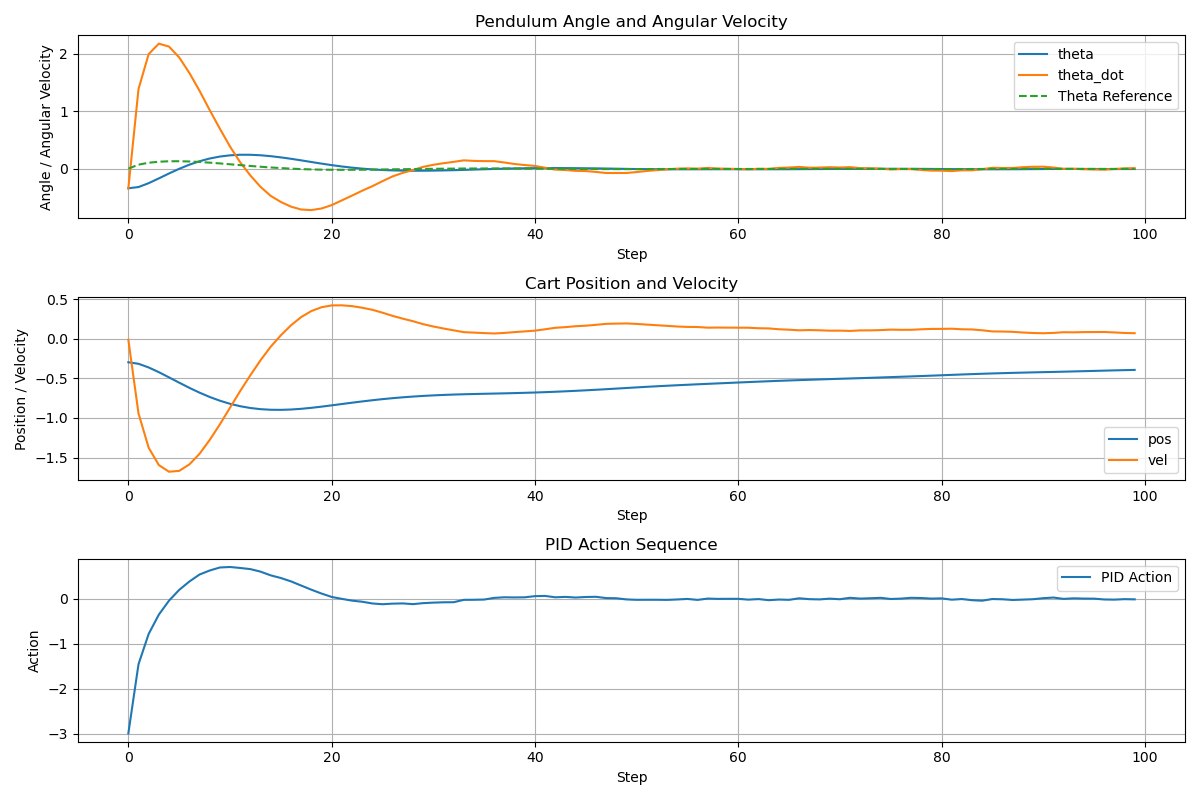 Pendulum Angle and Angular Velocity
Angle / Angular Velocity
2
1
0
theta
theta_dot
Theta Reference
0 20 40 60 80 100
Step
Cart Position and Velocity
Position / Velocity
0.5
0.0
−0.5
−1.0
−1.5
pos
vel
0 20 40 60 80 100
Step
PID Action Sequence
Action
0
−1
−2
−3
PID Action
0 20 40 60 80 100
Step